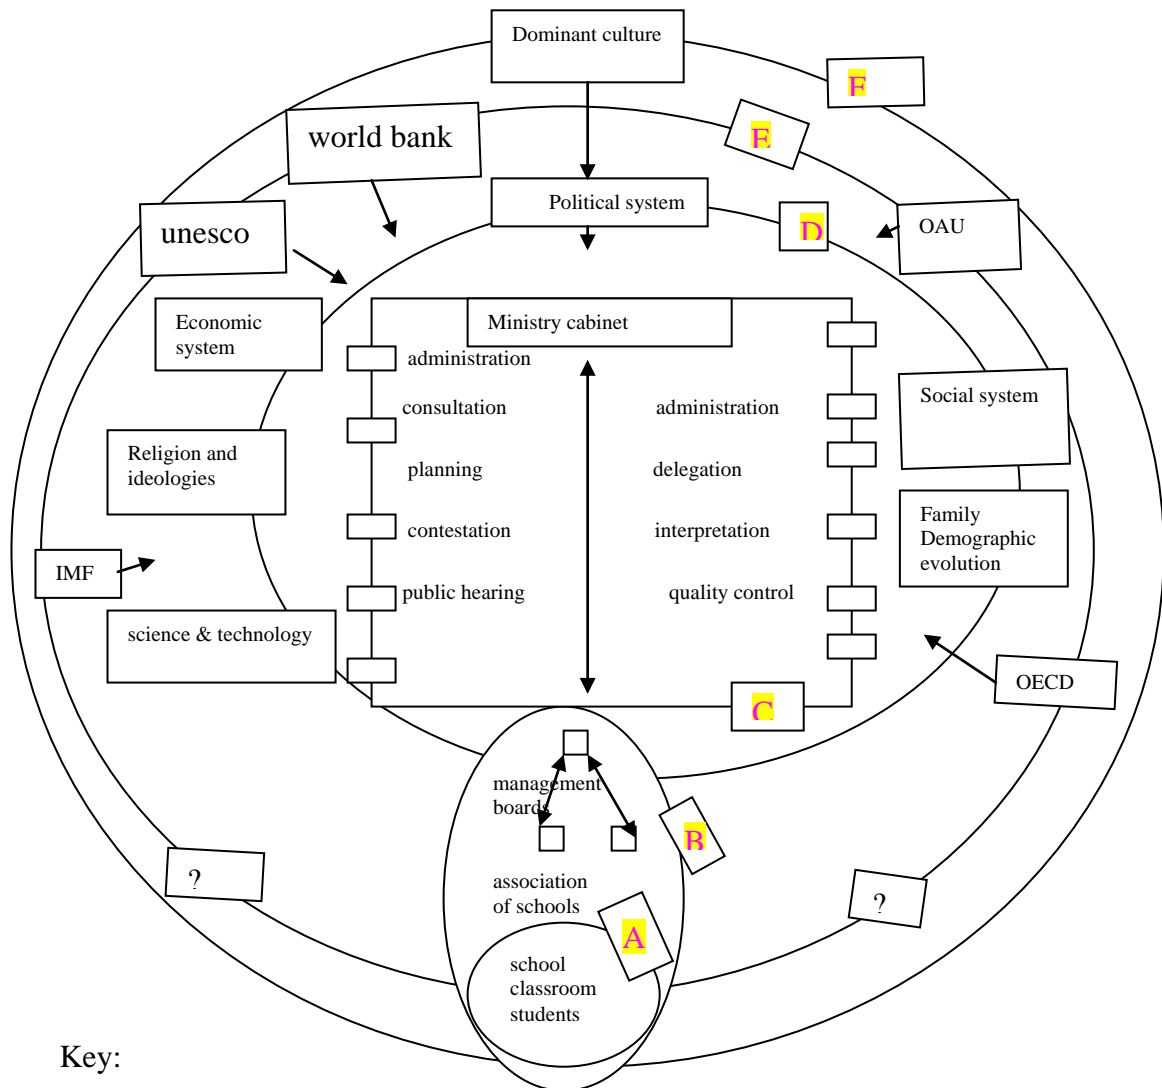 Dominant culture
F
world bank
E
Political system
D
OAU
unesco
Economic
system
Ministry cabinet
administration
consultation
administration
Social system
Religion and
ideologies
planning
delegation
contestation
interpretation
Family
Demographic
evolution
IMF
public hearing
quality control
science & technology
OECD
C
management
boards
B
?
association
of schools
?
A
school
classroom
students
Key: